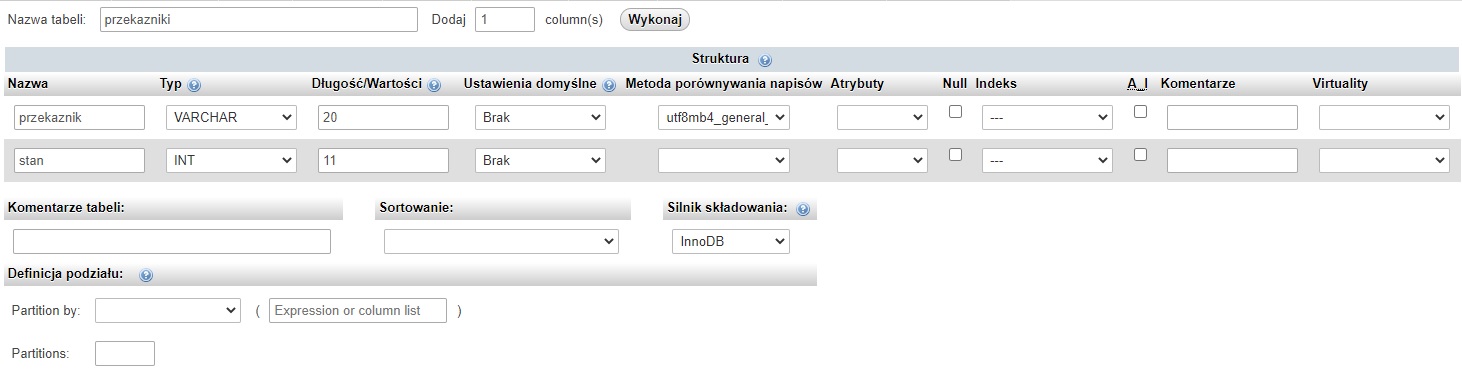 Nazwa tabeli: przekazniki Dodaj 1 column(s) Wykonaj
Struktura
Nazwa Typ Długość/Wartości Ustawienia domyślne Metoda porównywania napisów Atrybuty Null Indeks A_I Komentarze Virtuality
przekaznik VARCHAR 20 Brak utf8mb4_general_ ---
stan INT 11 Brak ---
Komentarze tabeli: Sortowanie: Silnik składowania:
InnoDB
Definicja podziału:
Partition by: ( Expression or column list )
Partitions: